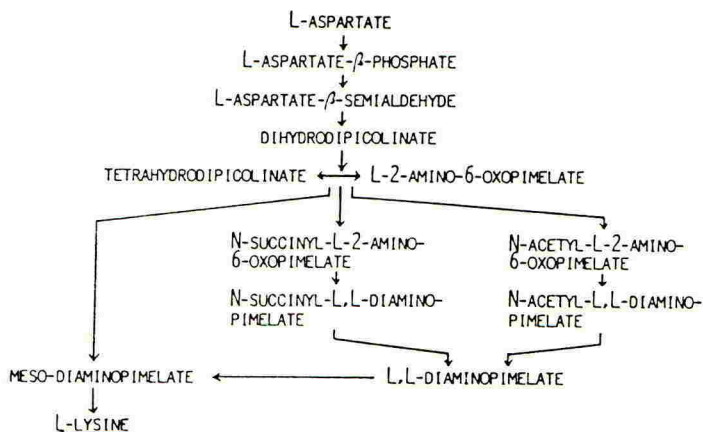 L-ASPARTATE
L-ASPARTATE-β-PHOSPHATE
L-ASPARTATE-β-SEMIALDEHYDE
DIHYDRODIPICOLINATE
TETRAHYDRODIPICOLINATE L-2-AMINO-6-OXOPIMELATE
N-SUCCINYL-L-2-AMINO-
6-OXOPIMELATE
N-ACETYL-L-2-AMINO-
6-OXOPIMELATE
N-SUCCINYL-L,L-DIAMINO-
PIMELATE
N-ACETYL-L,L-DIAMINO-
PIMELATE
MESO-DIAMINOPIMELATE L,L-DIAMINOPIMELATE
L-LYSINE